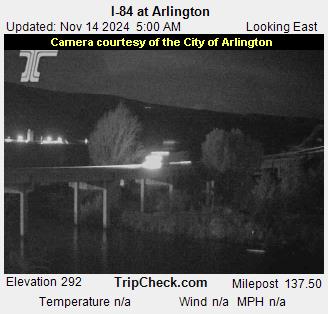 I-84 at Arlington
Updated: Nov 14 2024 5:00 AM Looking East
Camera courtesy of the City of Arlington
Elevation 292 TripCheck.com Milepost 137.50
Temperature n/a Wind n/a MPH n/a